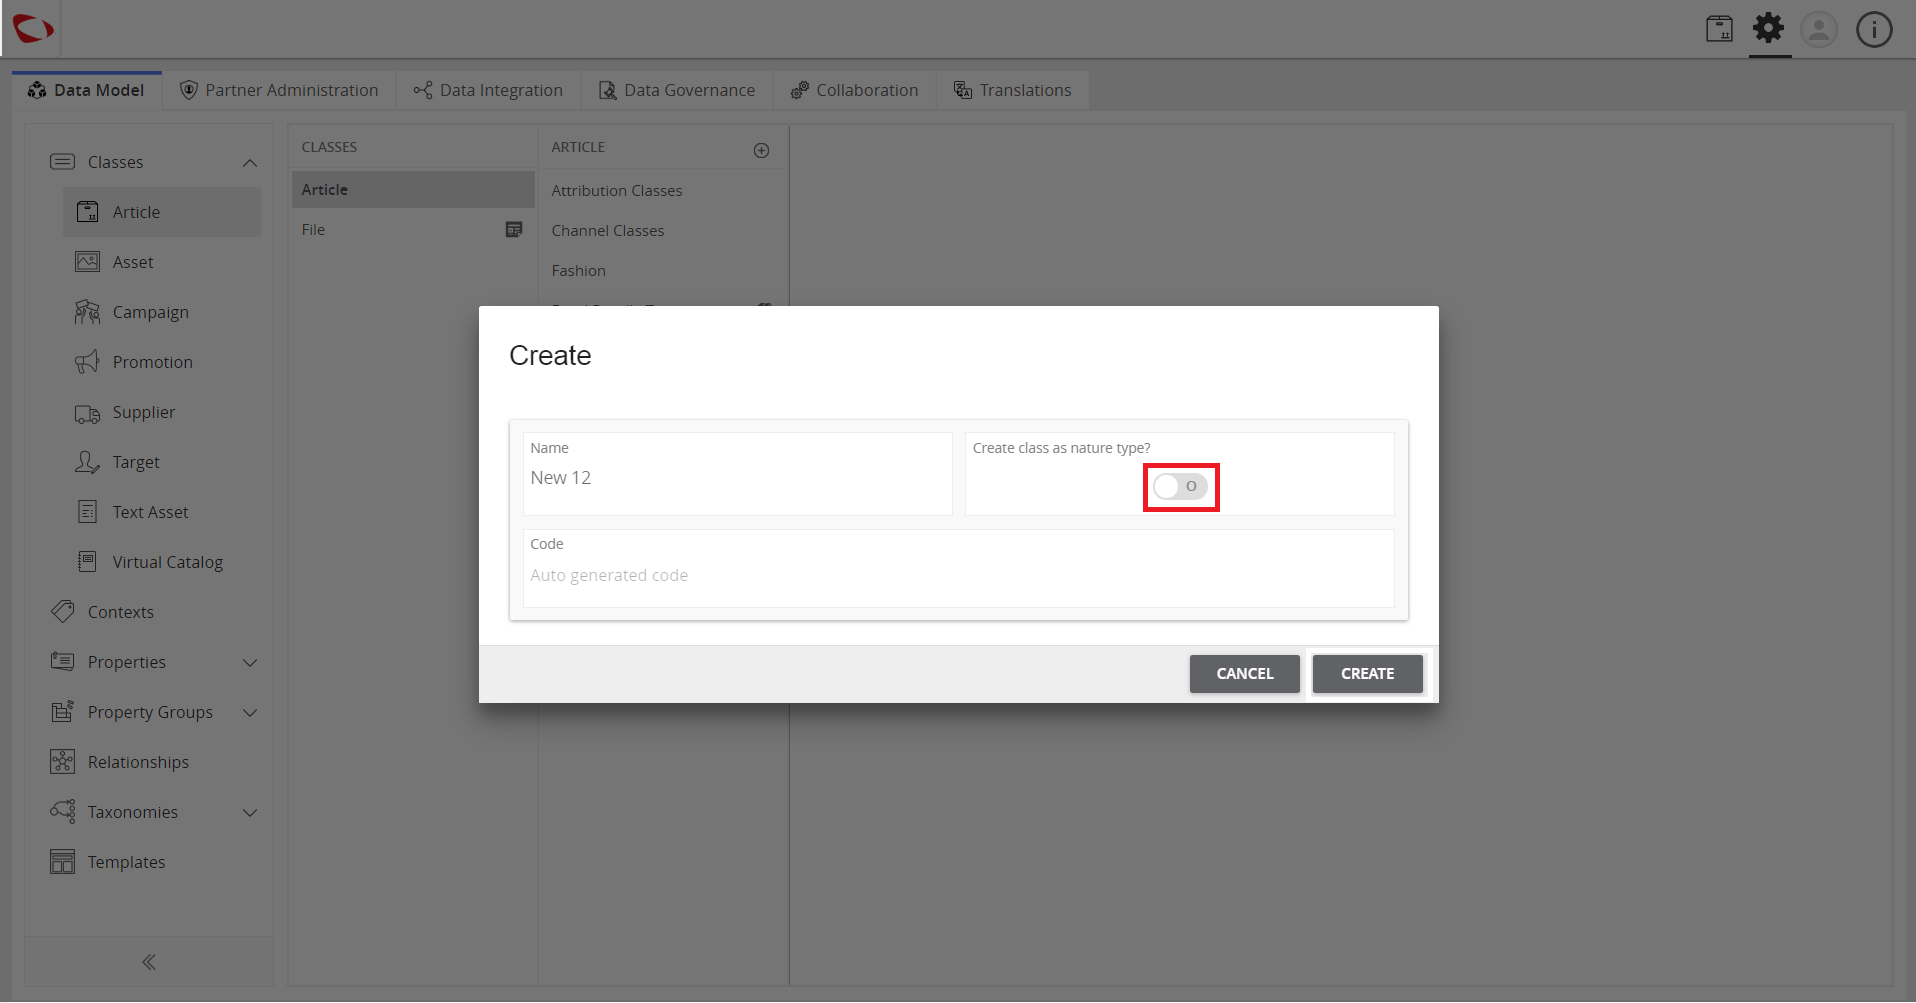 Data Model
Partner Administration
Data Integration
Data Governance
Collaboration
Translations
Classes
Article
Asset
Campaign
Promotion
Supplier
Target
Text Asset
Virtual Catalog
Contexts
Properties
Property Groups
Relationships
Taxonomies
Templates
CLASSES
Article
File
ARTICLE
Attribution Classes
Channel Classes
Fashion
Create
Name
New 12
Create class as nature type?
Code
Auto generated code
CANCEL
CREATE